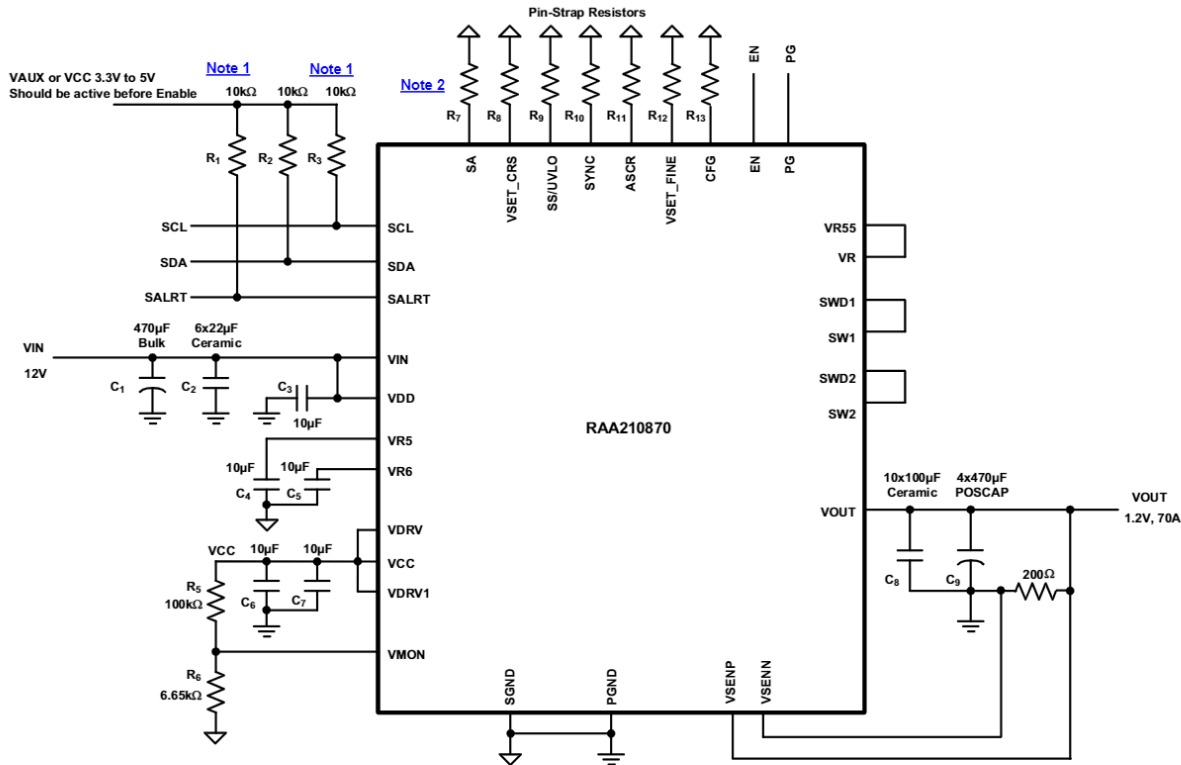 Pin-Strap Resistors
VAUX or VCC 3.3V to 5V
Should be active before Enable
Note 1
10kΩ
10kΩ
Note 1
10kΩ
Note 2
R1
R2
R3
R7
R8
R9
R10
R11
R12
R13
EN
PG
SA
VSET_CRS
SS/UVLO
SYNC
ASCR
VSET_FINE
CFG
EN
PG
SCL
SDA
SALRT
SCL
SDA
SALRT
VR55
VR
SWD1
SW1
SWD2
SW2
VIN
12V
470µF
Bulk
C1
6x22µF
Ceramic
C2
C3
10µF
VIN
VDD
VR5
VR6
10µF
C4
10µF
C5
RAA210870
VDRV
VCC
VDRV1
VCC
10µF
C6
10µF
C7
R5
100kΩ
VMON
R6
6.65kΩ
SGND
PGND
VSENP
VSENN
VOUT
10x100µF
Ceramic
C8
4x470µF
POSCAP
C9
200Ω
VOUT
1.2V, 70A